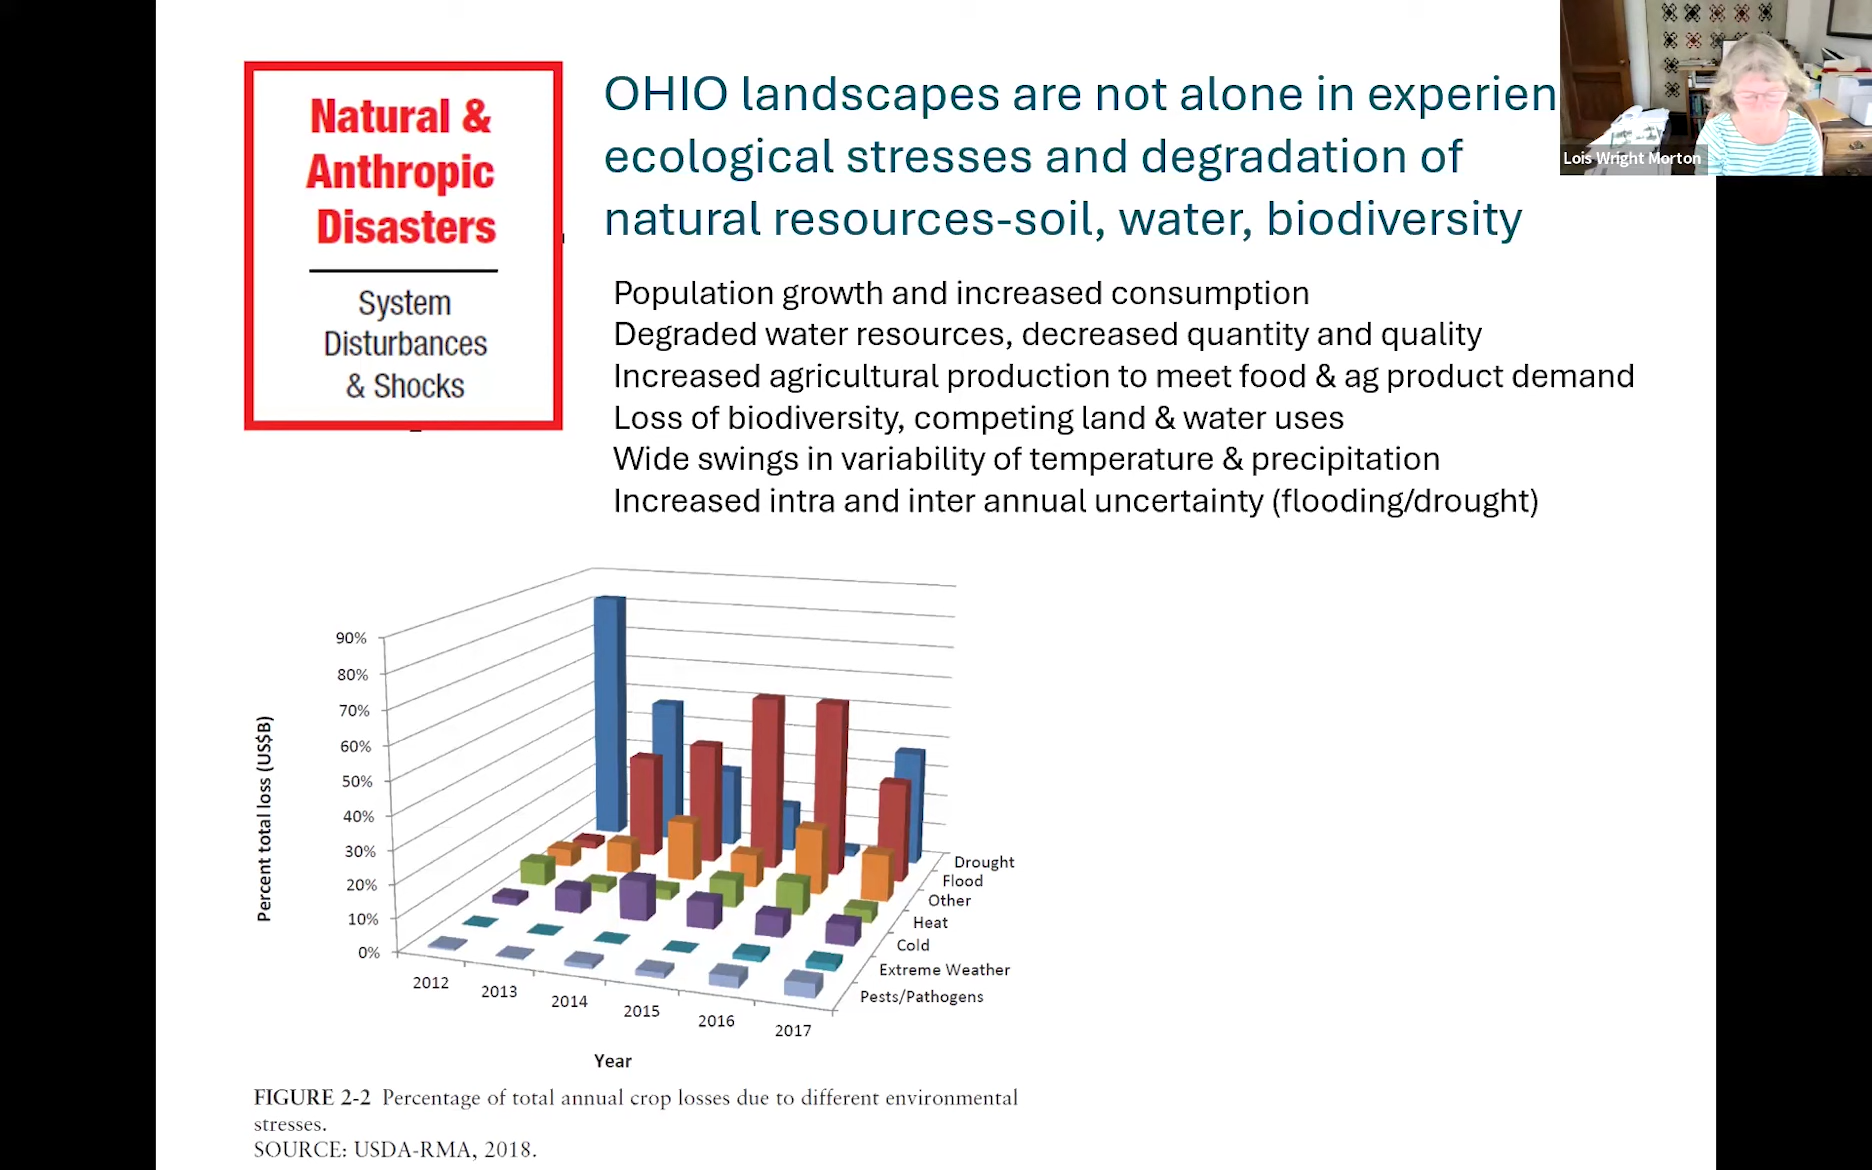 Natural &
Anthropic
Disasters
System
Disturbances
& Shocks
OHIO landscapes are not alone in experien
ecological stresses and degradation of
natural resources-soil, water, biodiversity
Lois Wright Morton
Population growth and increased consumption
Degraded water resources, decreased quantity and quality
Increased agricultural production to meet food & ag product demand
Loss of biodiversity, competing land & water uses
Wide swings in variability of temperature & precipitation
Increased intra and inter annual uncertainty (flooding/drought)
Percent total loss (US$B)
90%
80%
70%
60%
50%
40%
30%
20%
10%
0%
2012
2013
2014
2015
2016
2017
Year
Drought
Flood
Other
Heat
Cold
Extreme Weather
Pests/Pathogens
FIGURE 2-2 Percentage of total annual crop losses due to different environmental
stresses.
SOURCE: USDA-RMA, 2018.